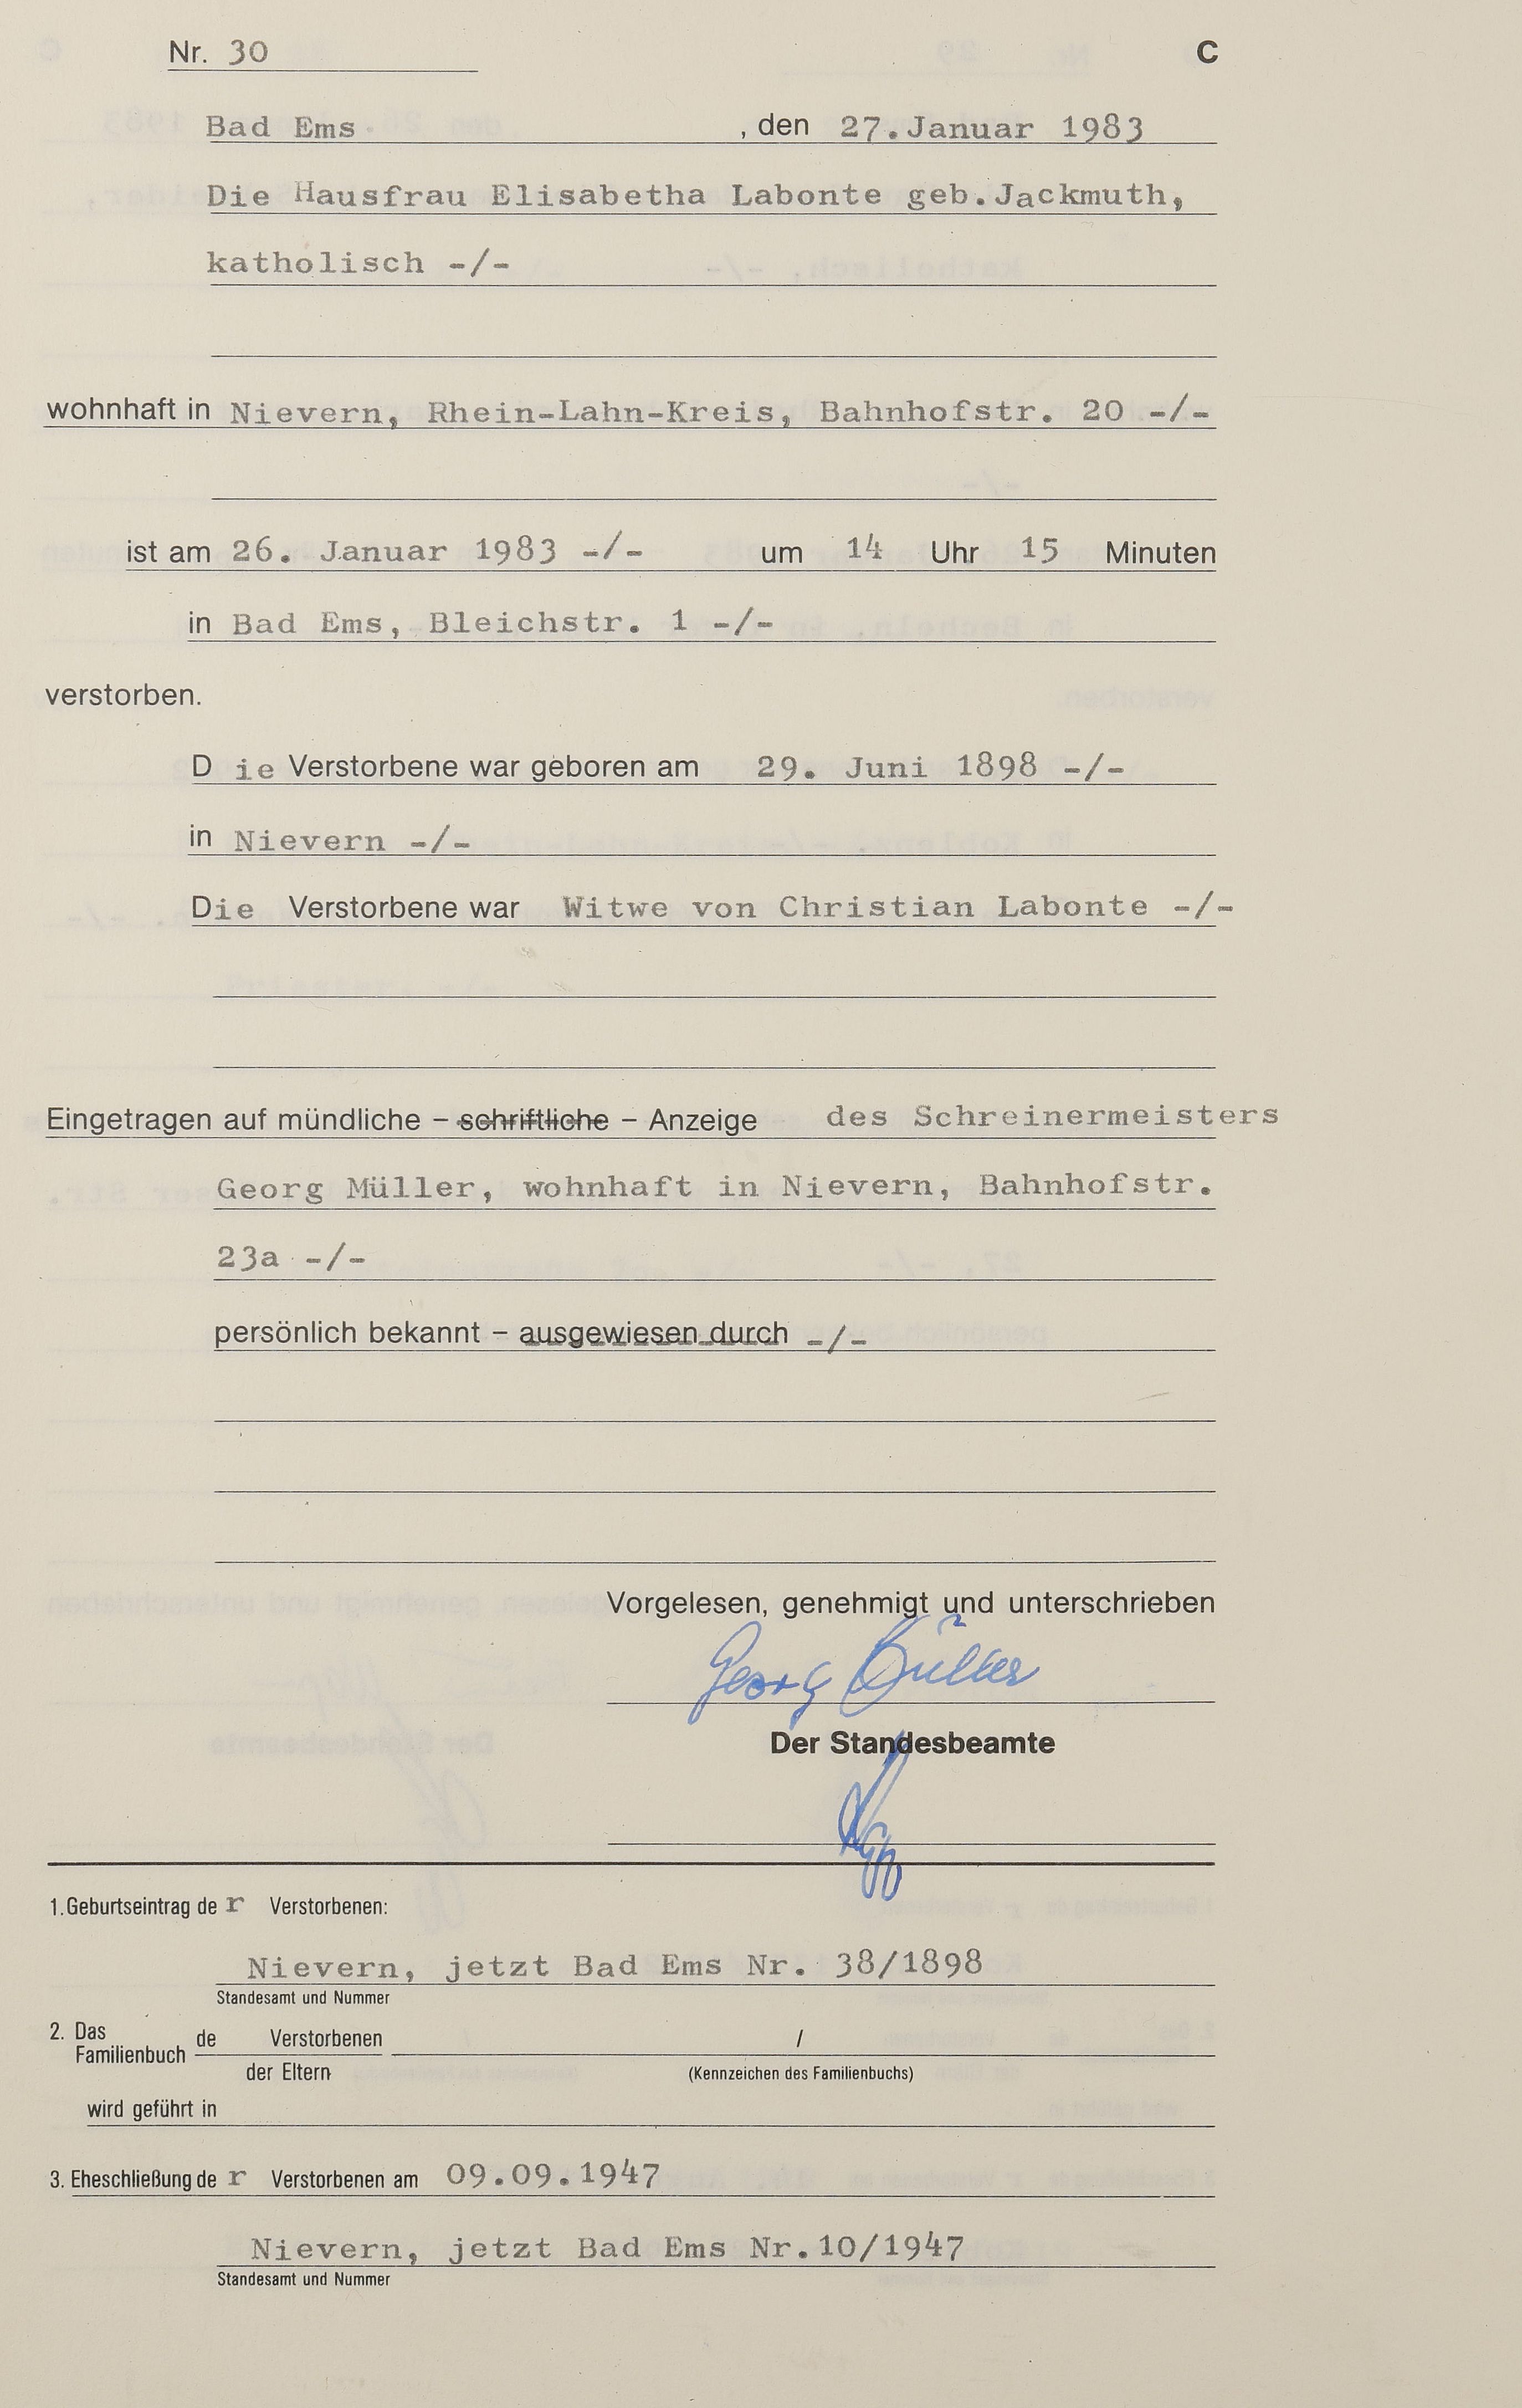 Nr. 30 C
Bad Ems , den 27.Januar 1983
Die Hausfrau Elisabetha Labonte geb.Jackmuth,
katholisch -/-
wohnhaft in Nievern, Rhein-Lahn-Kreis, Bahnhofstr. 20 -/-
ist am 26. Januar 1983 -/- um 14 Uhr 15 Minuten
in Bad Ems, Bleichstr. 1 -/-
verstorben.
D ie Verstorbene war geboren am 29. Juni 1898 -/-
in Nievern -/-
Die Verstorbene war Witwe von Christian Labonte -/-
Eingetragen auf mündliche – schriftliche – Anzeige des Schreinermeisters
Georg Müller, wohnhaft in Nievern, Bahnhofstr.
23a -/-
persönlich bekannt – ausgewiesen durch -/-
Vorgelesen, genehmigt und unterschrieben
Georg Müller
Der Standesbeamte
1. Geburtseintrag de r Verstorbenen:
Nievern, jetzt Bad Ems Nr. 38/1898
Standesamt und Nummer
2. Das Familienbuch de Verstorbenen /
der Eltern (Kennzeichen des Familienbuchs)
wird geführt in
3. Eheschließung de r Verstorbenen am 09.09.1947
Nievern, jetzt Bad Ems Nr.10/1947
Standesamt und Nummer